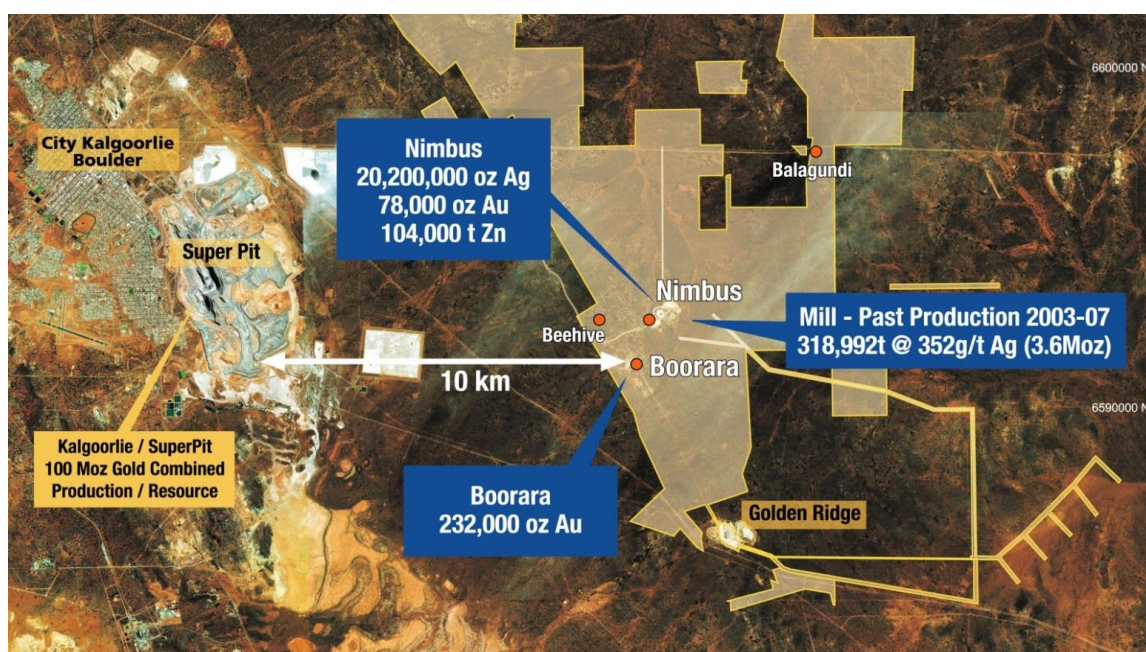 6600000 N
City Kalgoorlie
Boulder
Nimbus
20,200,000 oz Ag
78,000 oz Au
104,000 t Zn
Balagundi
Super Pit
Nimbus
Mill - Past Production 2003-07
318,992t @ 352g/t Ag (3.6Moz)
Beehive
Boorara
10 km
6590000 N
Kalgoorlie / SuperPit
100 Moz Gold Combined
Production / Resource
Boorara
232,000 oz Au
Golden Ridge